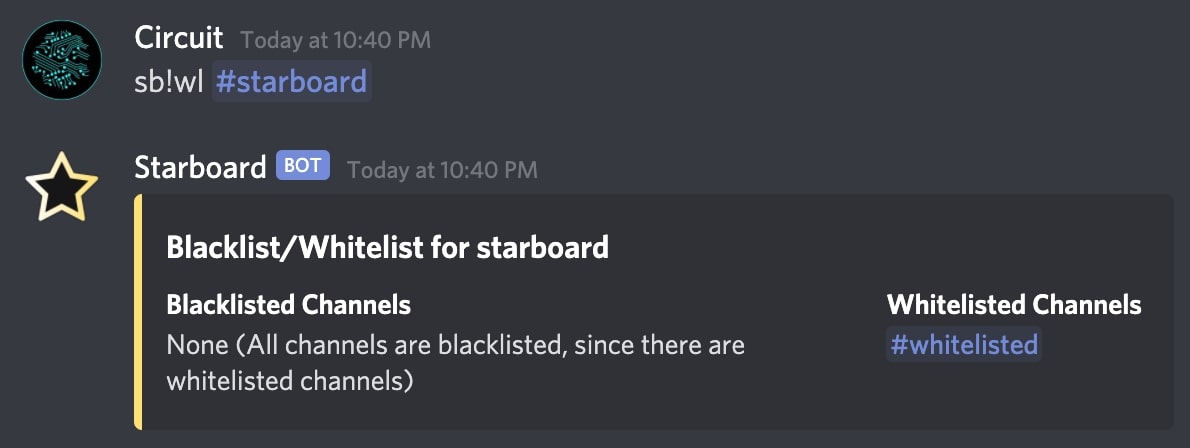 Circuit Today at 10:40 PM
sb!wl #starboard
Starboard BOT Today at 10:40 PM
Blacklist/Whitelist for starboard
Blacklisted Channels
None (All channels are blacklisted, since there are
whitelisted channels)
Whitelisted Channels
#whitelisted